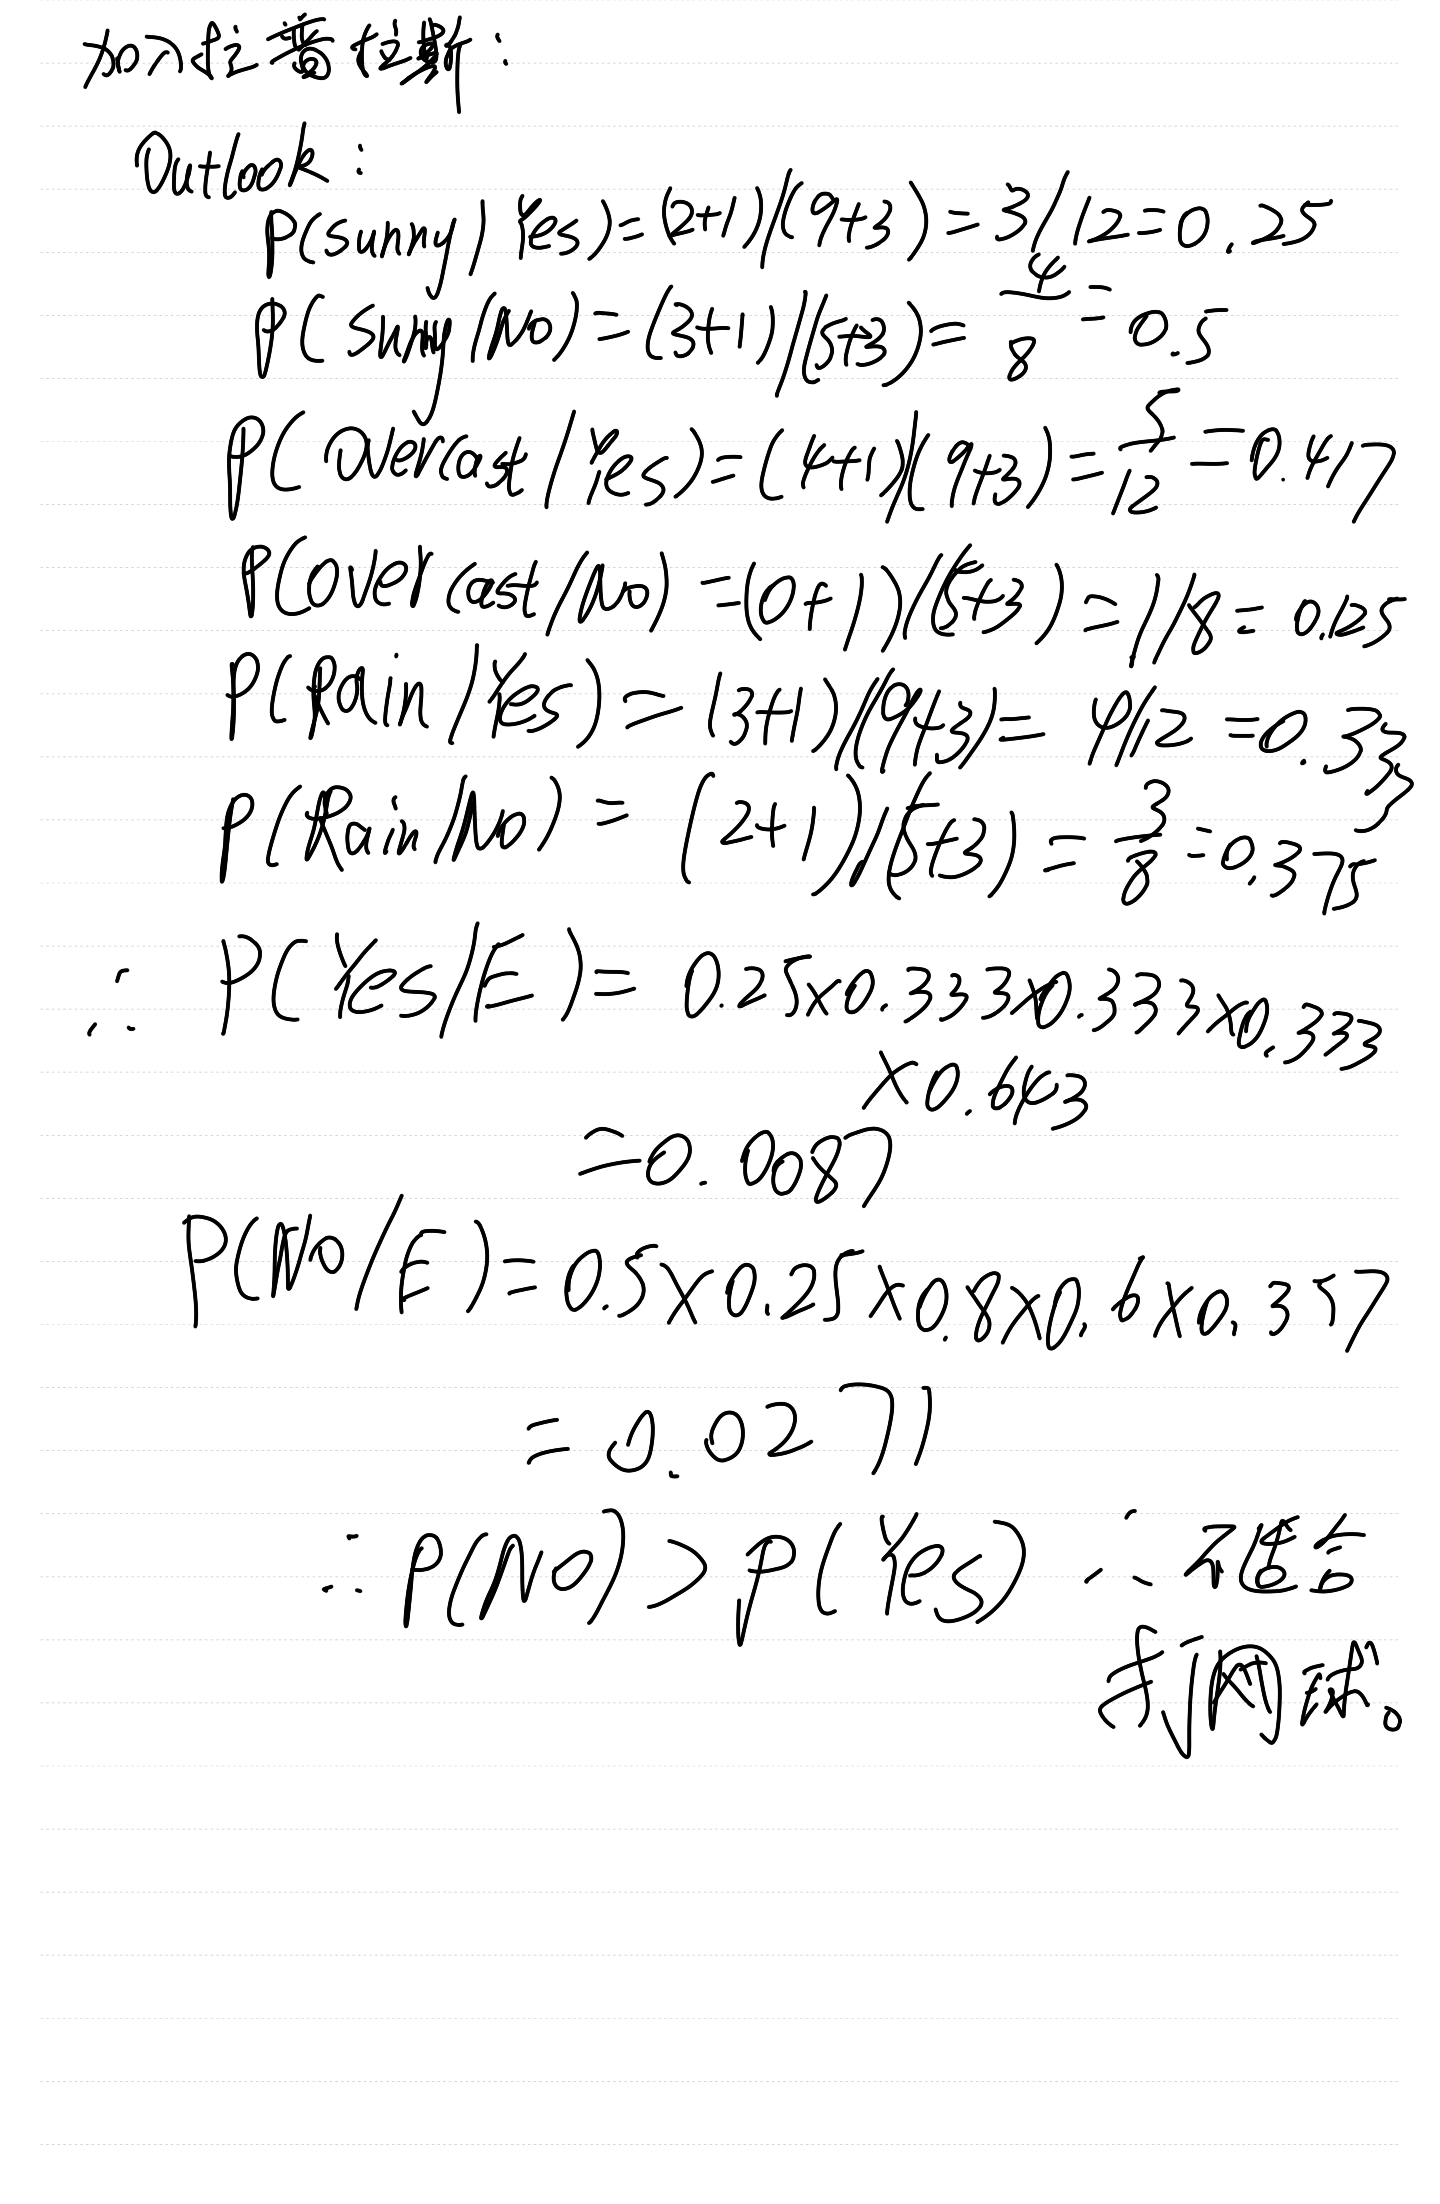 加入拉普拉斯:
Outlook:
P(sunny|Yes)=(2+1)/(9+3)=3/12=0.25
P(sunny/No)=(3+1)/(5+3)=4/8=0.5
P(Overcast/Yes)=(4+1)/(9+3)=5/12=0.417
P(overcast/No)=(0+1)/(5+3)=1/8=0.125
P(Rain/Yes)=(3+1)/(9+3)=4/12=0.333
P(Rain/No)=(2+1)/(5+3)=3/8=0.375
∴ P(Yes/E)=0.25×0.333×0.333×0.333
×0.643
=0.0087
P(No/E)=0.5×0.25×0.8×0.6×0.357
=0.0271
∴P(No)>P(Yes) ∴不适合
打网球。